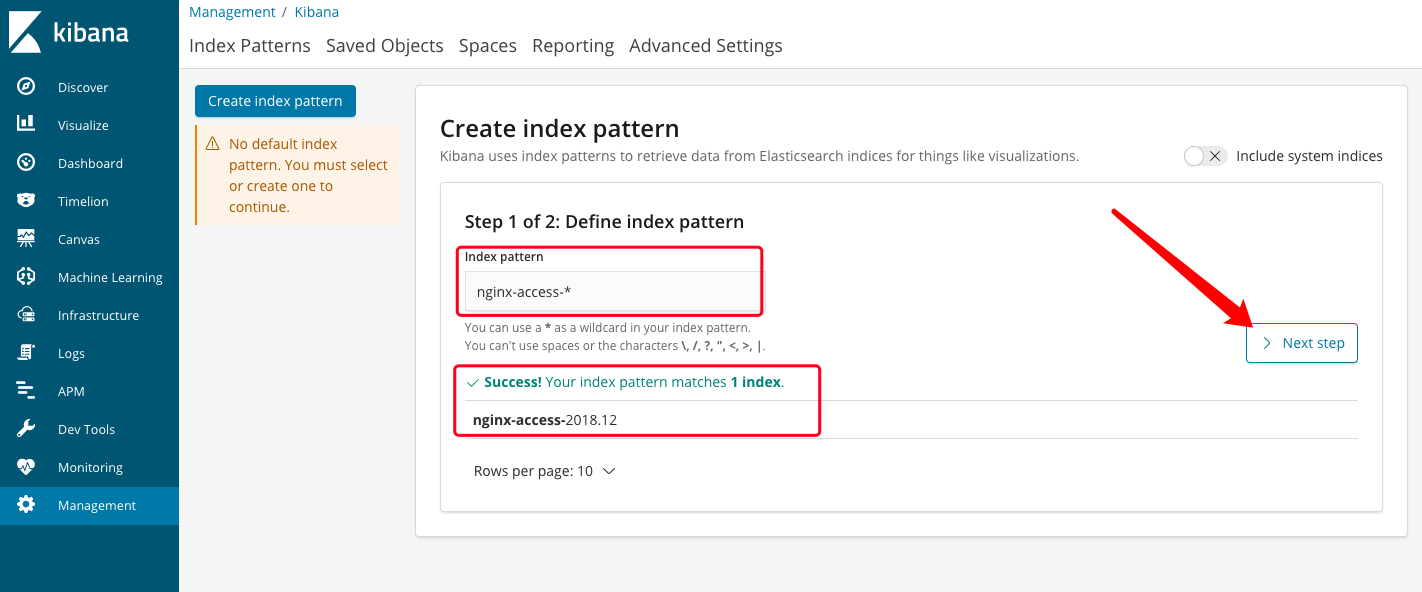 kibana
Discover
Visualize
Dashboard
Timelion
Canvas
Machine Learning
Infrastructure
Logs
APM
Dev Tools
Monitoring
Management
Management / Kibana
Index Patterns Saved Objects Spaces Reporting Advanced Settings
Create index pattern
No default index
pattern. You must select
or create one to
continue.
Create index pattern
Kibana uses index patterns to retrieve data from Elasticsearch indices for things like visualizations.
Include system indices
Step 1 of 2: Define index pattern
Index pattern
nginx-access-*
You can use a * as a wildcard in your index pattern.
You can't use spaces or the characters \, /, ?, ", <, >, |.
Next step
Success! Your index pattern matches 1 index.
nginx-access-2018.12
Rows per page: 10